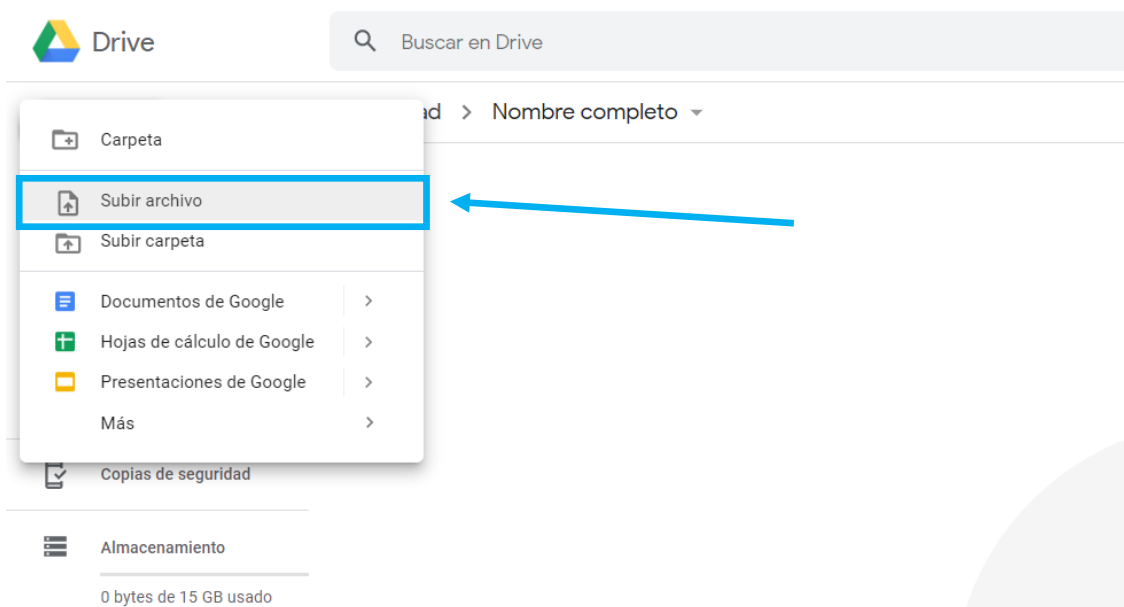 Drive
Buscar en Drive
ad > Nombre completo
Carpeta
Subir archivo
Subir carpeta
Documentos de Google
Hojas de cálculo de Google
Presentaciones de Google
Más
Copias de seguridad
Almacenamiento
0 bytes de 15 GB usado